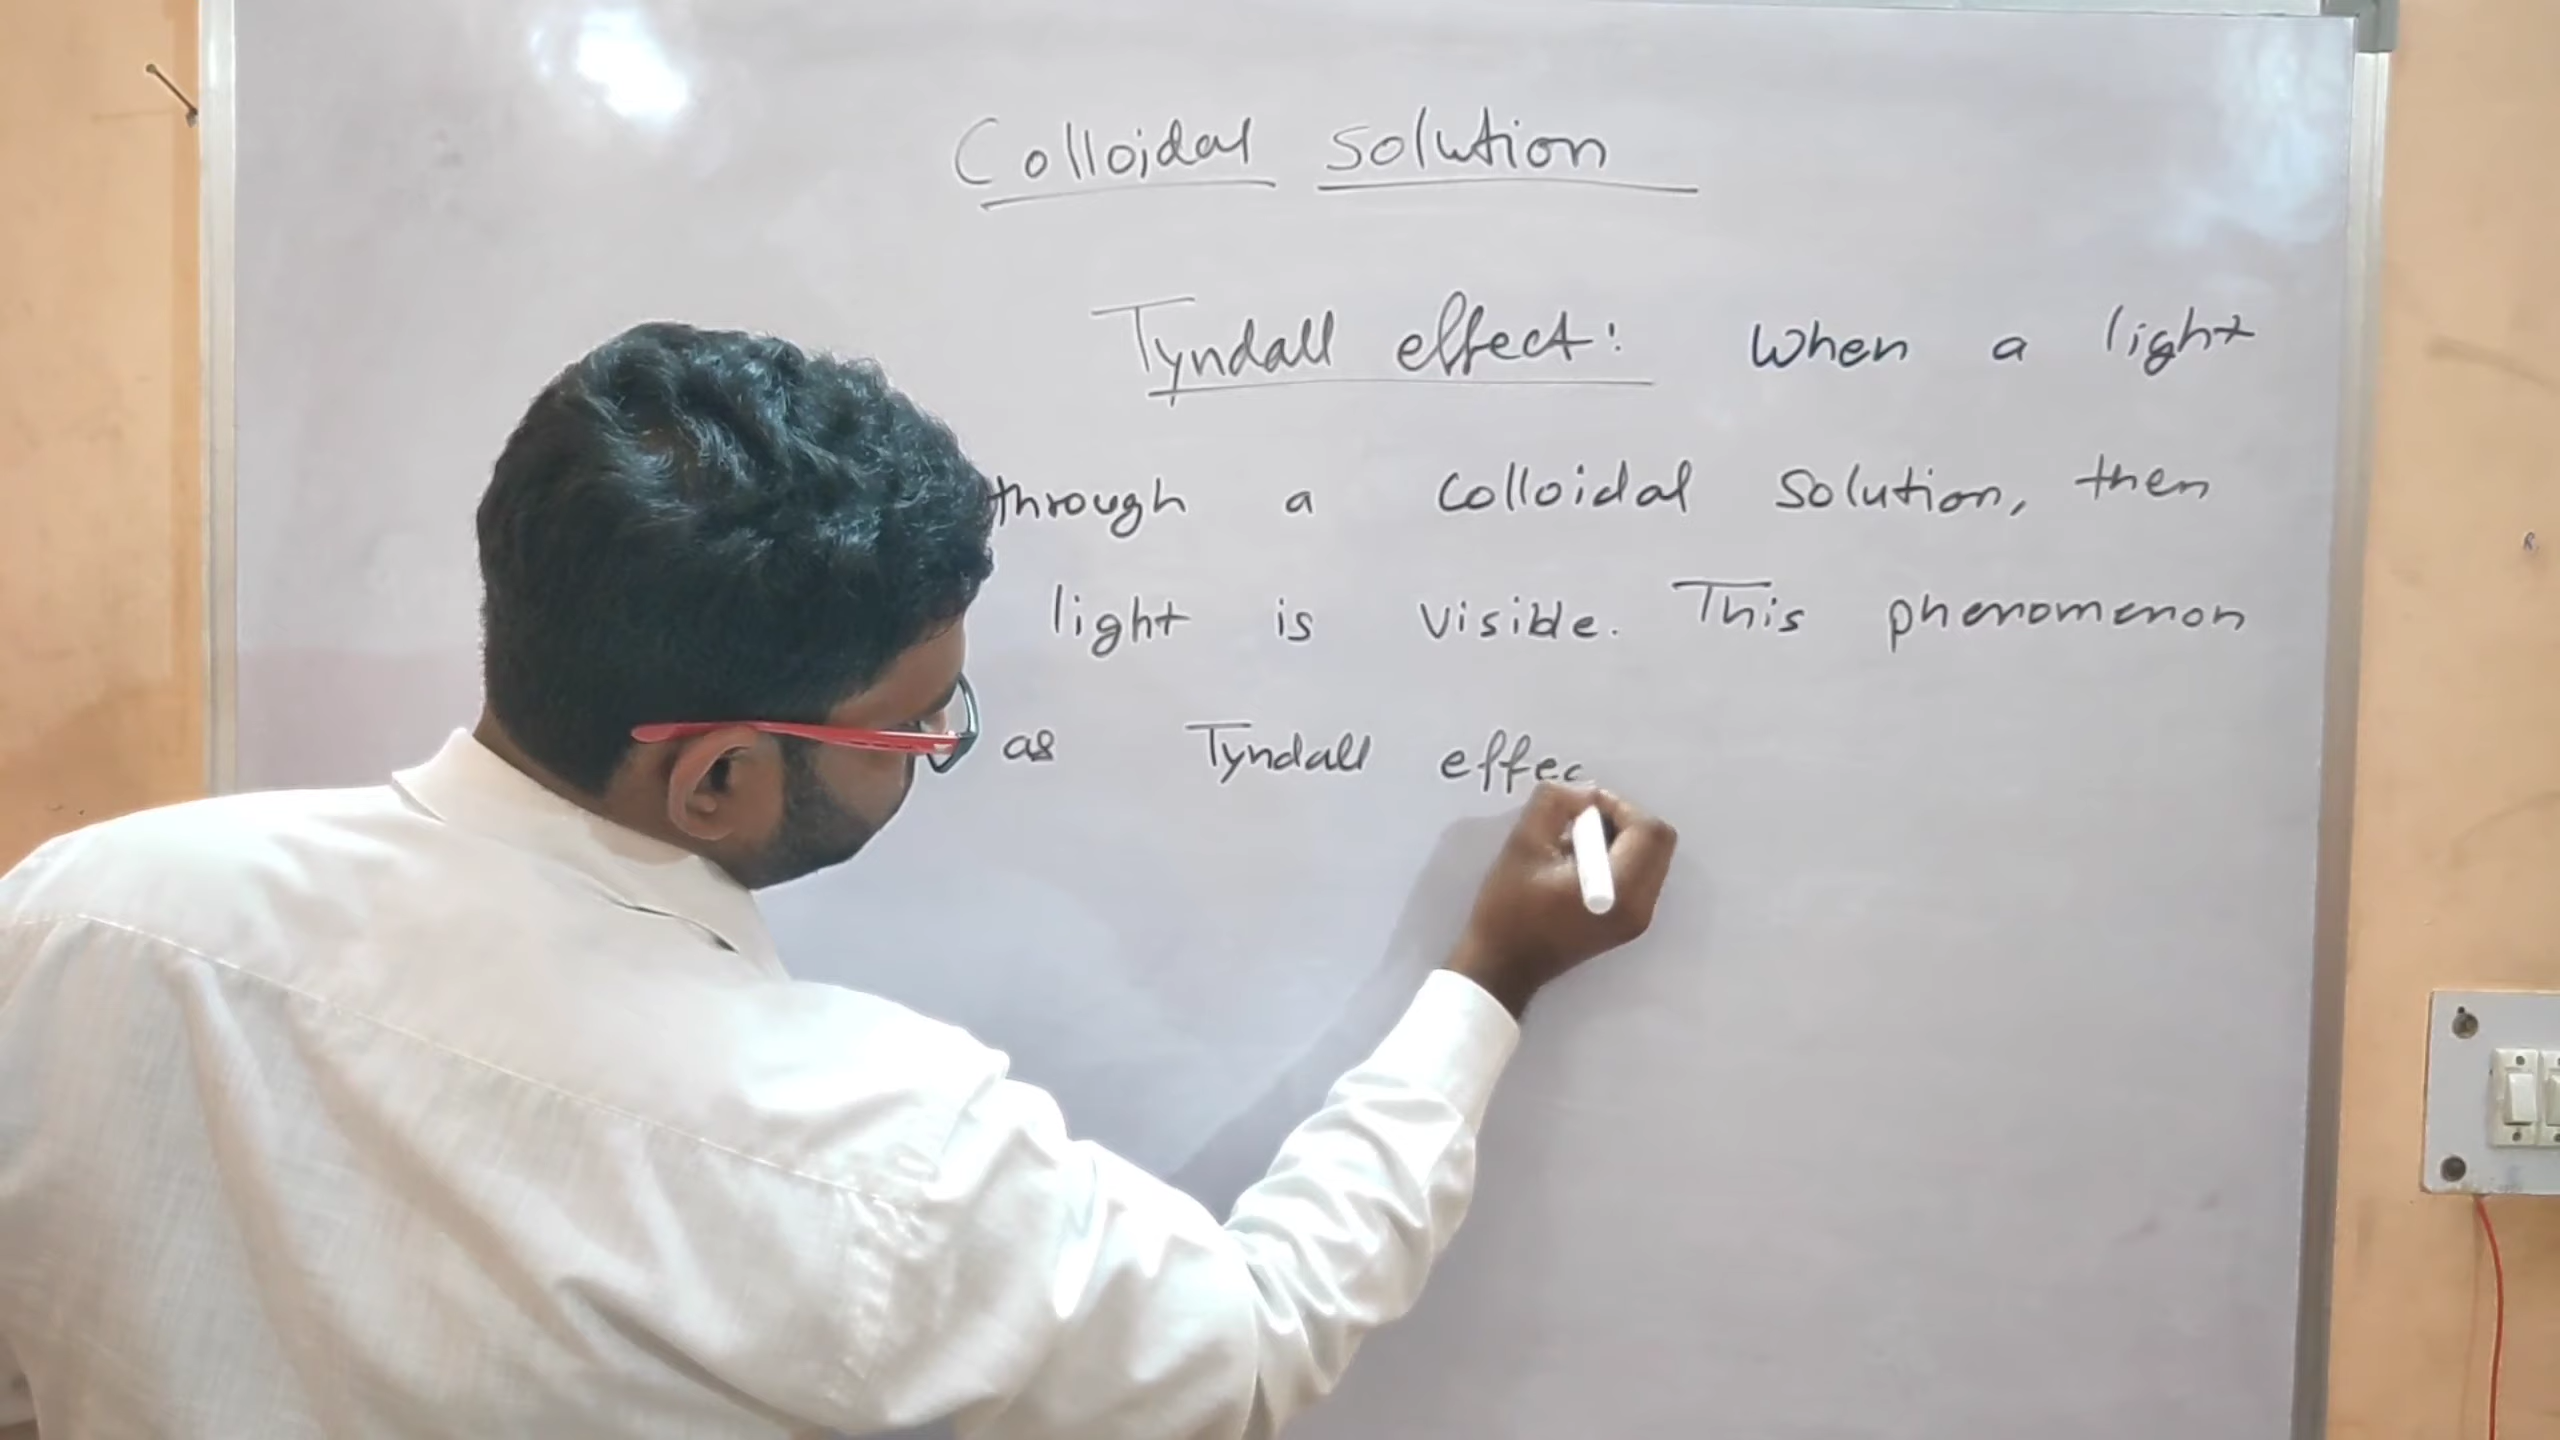 Colloidal solution
Tyndall effect: When a light
through a colloidal solution, then
light is visible. This phenomenon
as Tyndall effec
R.